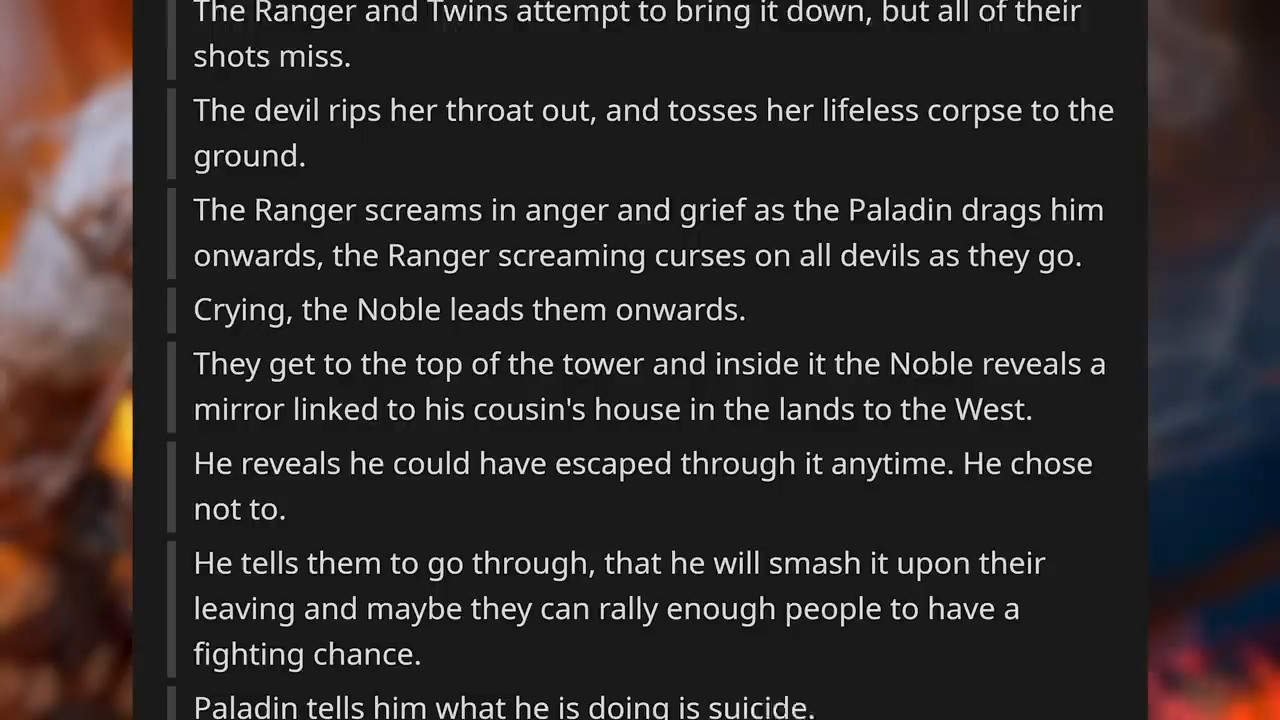 The Ranger and Twins attempt to bring it down, but all of their
shots miss.
The devil rips her throat out, and tosses her lifeless corpse to the
ground.
The Ranger screams in anger and grief as the Paladin drags him
onwards, the Ranger screaming curses on all devils as they go.
Crying, the Noble leads them onwards.
They get to the top of the tower and inside it the Noble reveals a
mirror linked to his cousin's house in the lands to the West.
He reveals he could have escaped through it anytime. He chose
not to.
He tells them to go through, that he will smash it upon their
leaving and maybe they can rally enough people to have a
fighting chance.
Paladin tells him what he is doing is suicide.